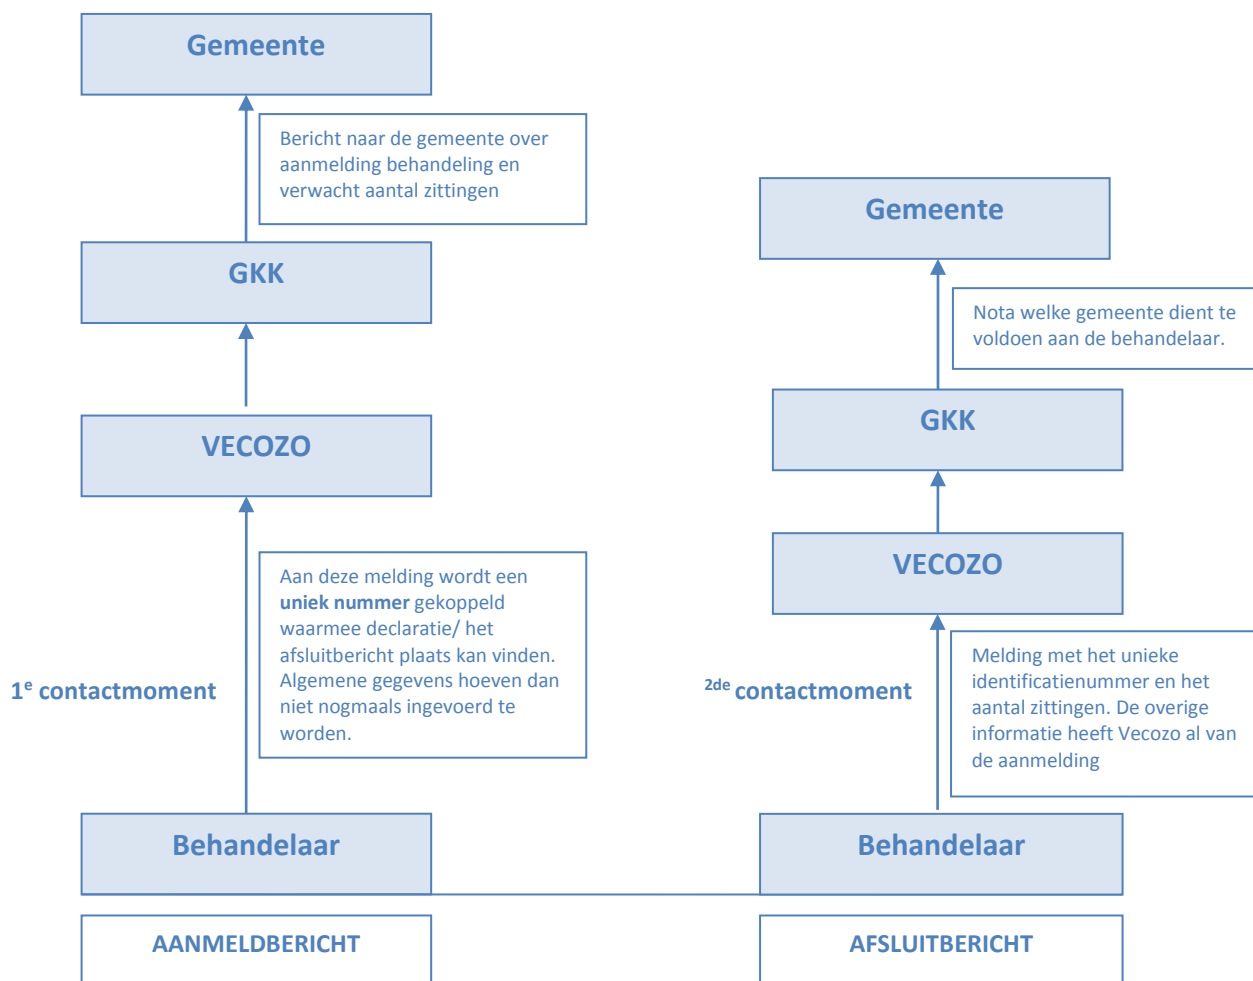 Gemeente
Bericht naar de gemeente over
aanmelding behandeling en
verwacht aantal zittingen
GKK
VECOZO
Aan deze melding wordt een
uniek nummer gekoppeld
waarmee declaratie/ het
afsluitbericht plaats kan vinden.
Algemene gegevens hoeven dan
niet nogmaals ingevoerd te
worden.
1e contactmoment
Behandelaar
AANMELDBERICHT
Gemeente
Nota welke gemeente dient te
voldoen aan de behandelaar.
GKK
VECOZO
Melding met het unieke
identificatienummer en het
aantal zittingen. De overige
informatie heeft Vecozo al van
de aanmelding
2de contactmoment
Behandelaar
AFSLUITBERICHT